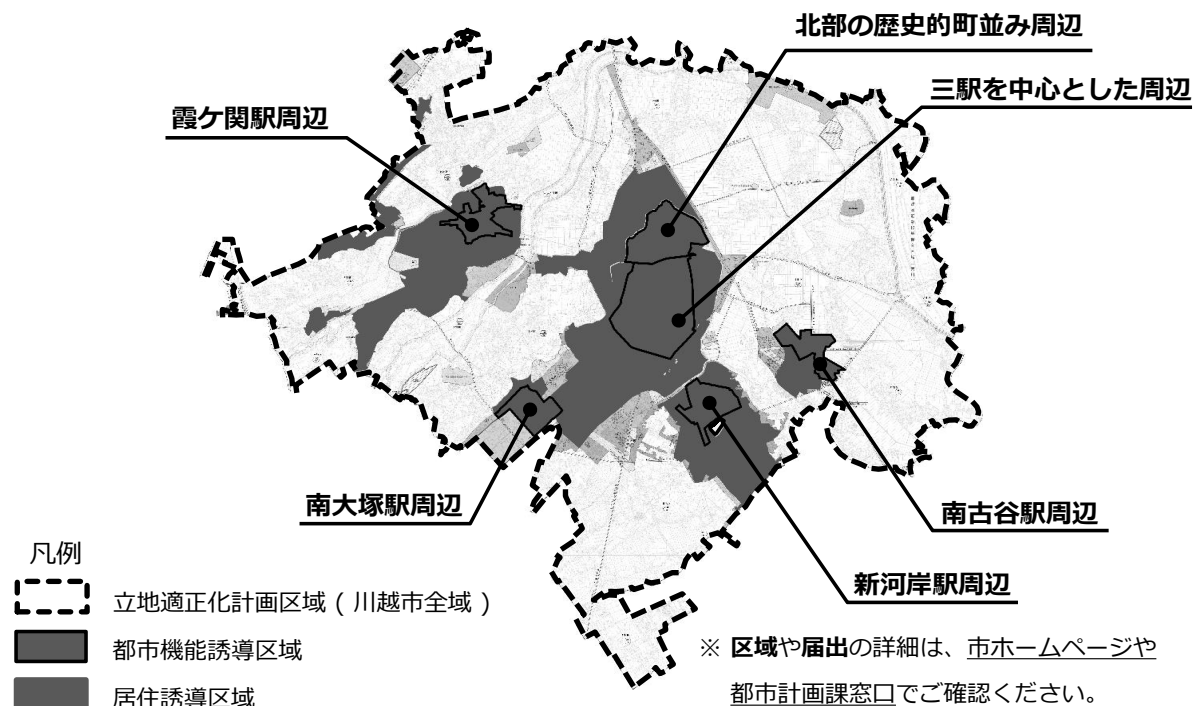 北部の歴史的町並み周辺
三駅を中心とした周辺
霞ケ関駅周辺
南大塚駅周辺
南古谷駅周辺
新河岸駅周辺
凡例
立地適正化計画区域 ( 川越市全域 )
都市機能誘導区域
居住誘導区域
※ 区域や届出の詳細は、市ホームページや
都市計画課窓口でご確認ください。